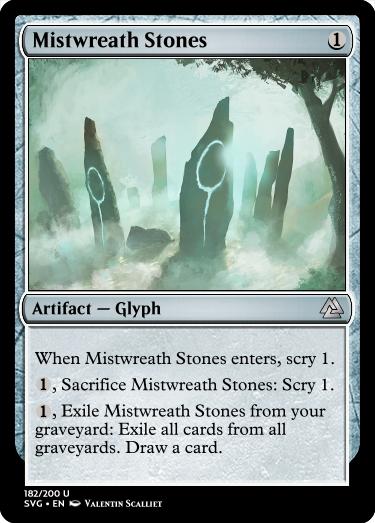 Mistwreath Stones 1
Artifact — Glyph
When Mistwreath Stones enters, scry 1.
1, Sacrifice Mistwreath Stones: Scry 1.
1, Exile Mistwreath Stones from your
graveyard: Exile all cards from all
graveyards. Draw a card.
182/200 U
SVG • EN Valentin Scalliet